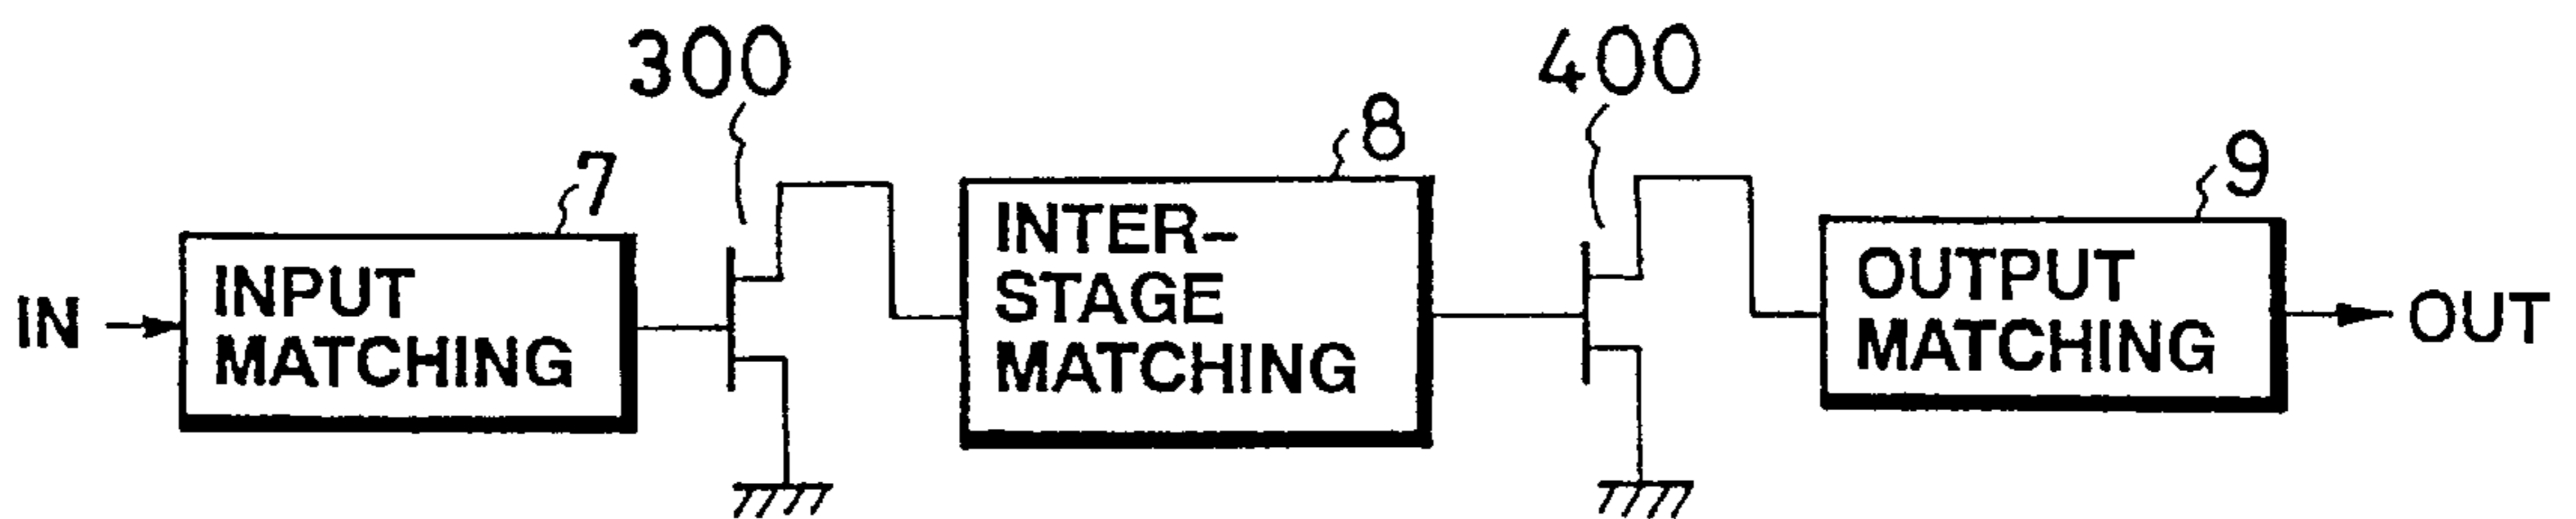 300
400
7
8
9
IN
INPUT
MATCHING
INTER-
STAGE
MATCHING
OUTPUT
MATCHING
OUT